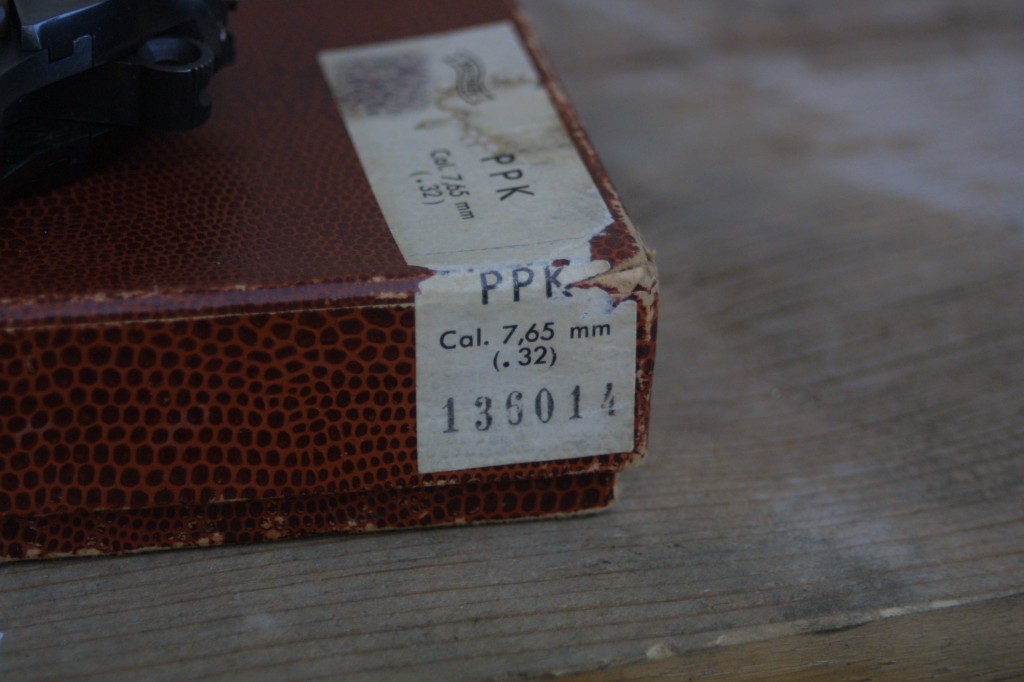 PPK
Cal. 7,65 mm
(.32)
PPK
Cal. 7,65 mm
(.32)
136014